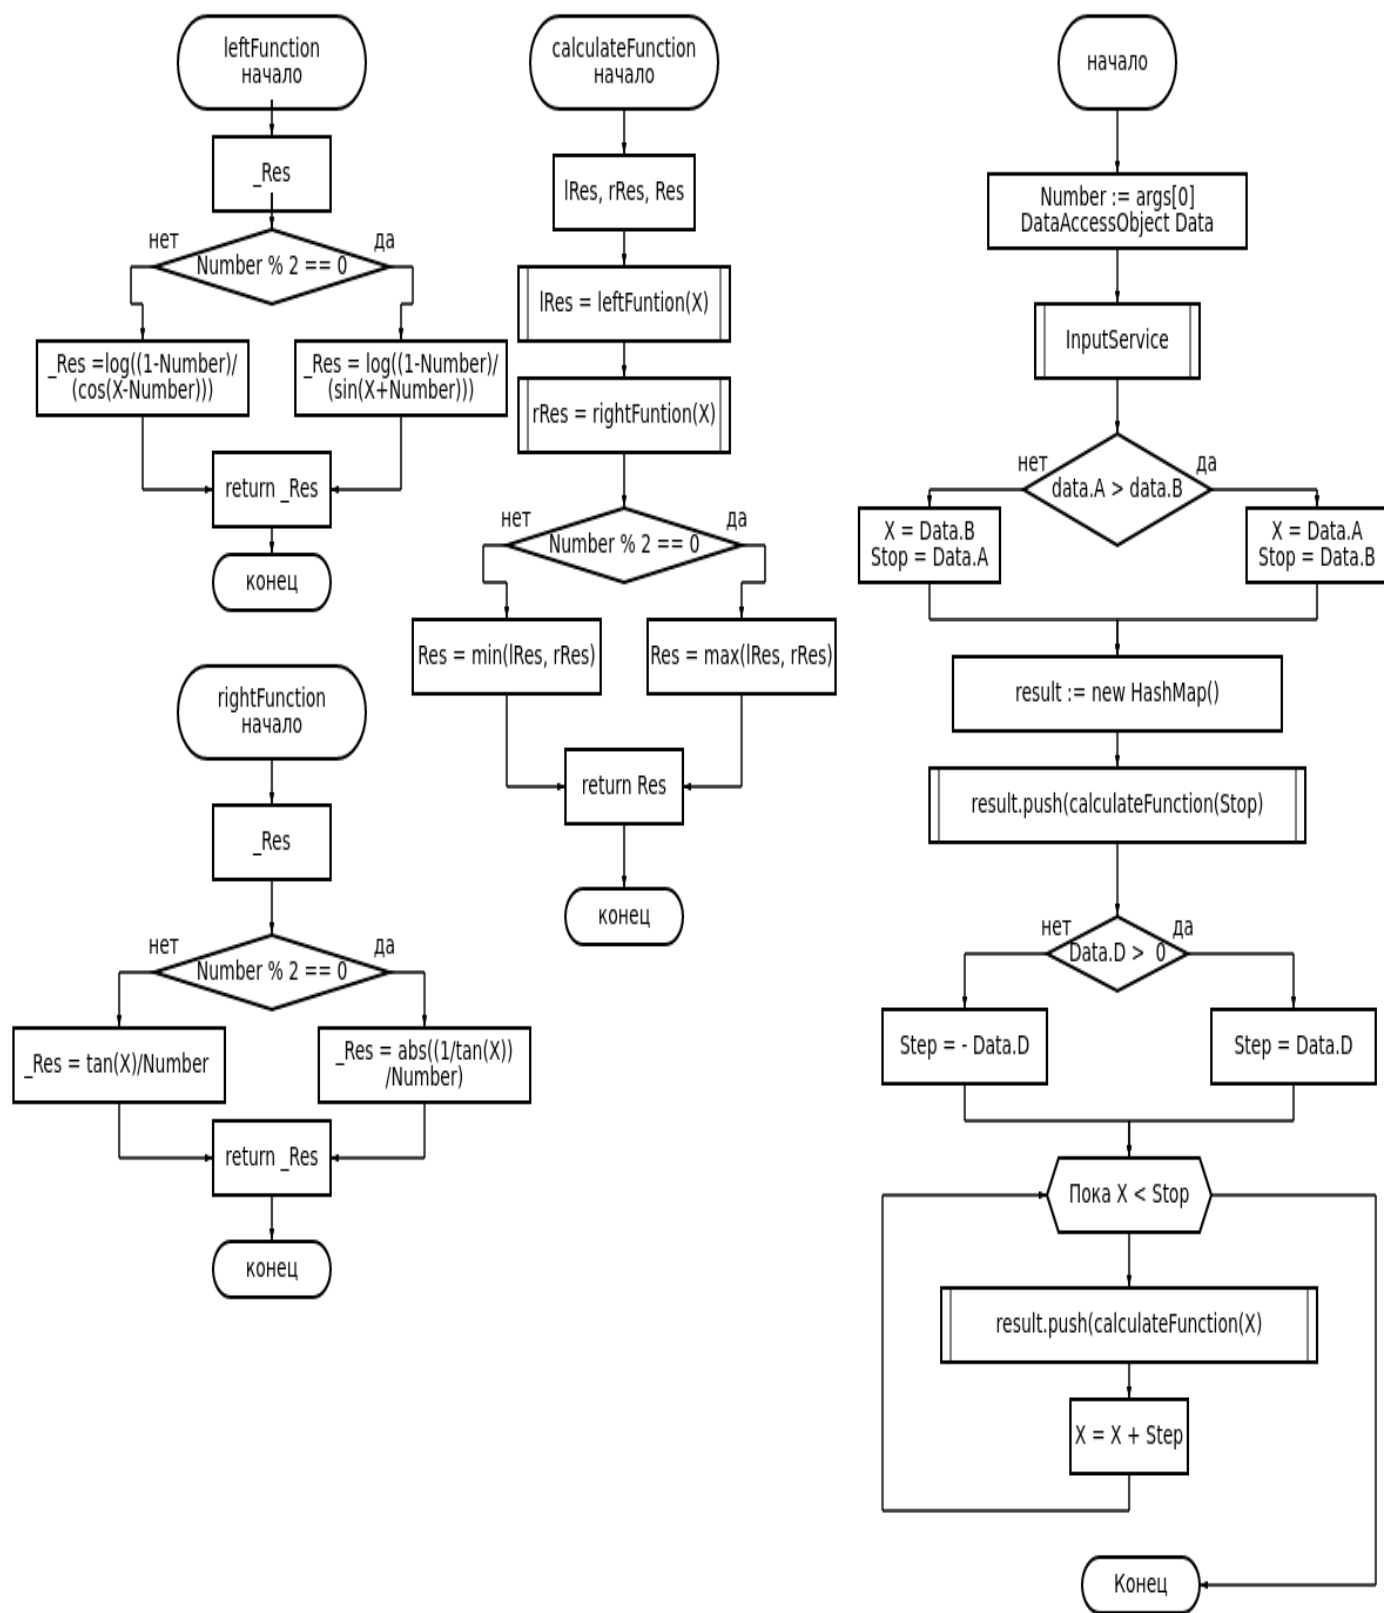 leftFunction
начало
_Res
нет
да
Number % 2 == 0
_Res =log((1-Number)/
(cos(X-Number)))
_Res = log((1-Number)/
(sin(X+Number)))
return _Res
конец
rightFunction
начало
_Res
нет
да
Number % 2 == 0
_Res = tan(X)/Number
_Res = abs((1/tan(X))
/Number)
return _Res
конец
calculateFunction
начало
lRes, rRes, Res
lRes = leftFuntion(X)
rRes = rightFuntion(X)
нет
да
Number % 2 == 0
Res = min(lRes, rRes)
Res = max(lRes, rRes)
return Res
конец
начало
Number := args[0]
DataAccessObject Data
InputService
нет
да
data.A > data.B
X = Data.B
Stop = Data.A
X = Data.A
Stop = Data.B
result := new HashMap()
result.push(calculateFunction(Stop)
нет
да
Data.D >  0
Step = - Data.D
Step = Data.D
Пока X < Stop
result.push(calculateFunction(X)
X = X + Step
Конец